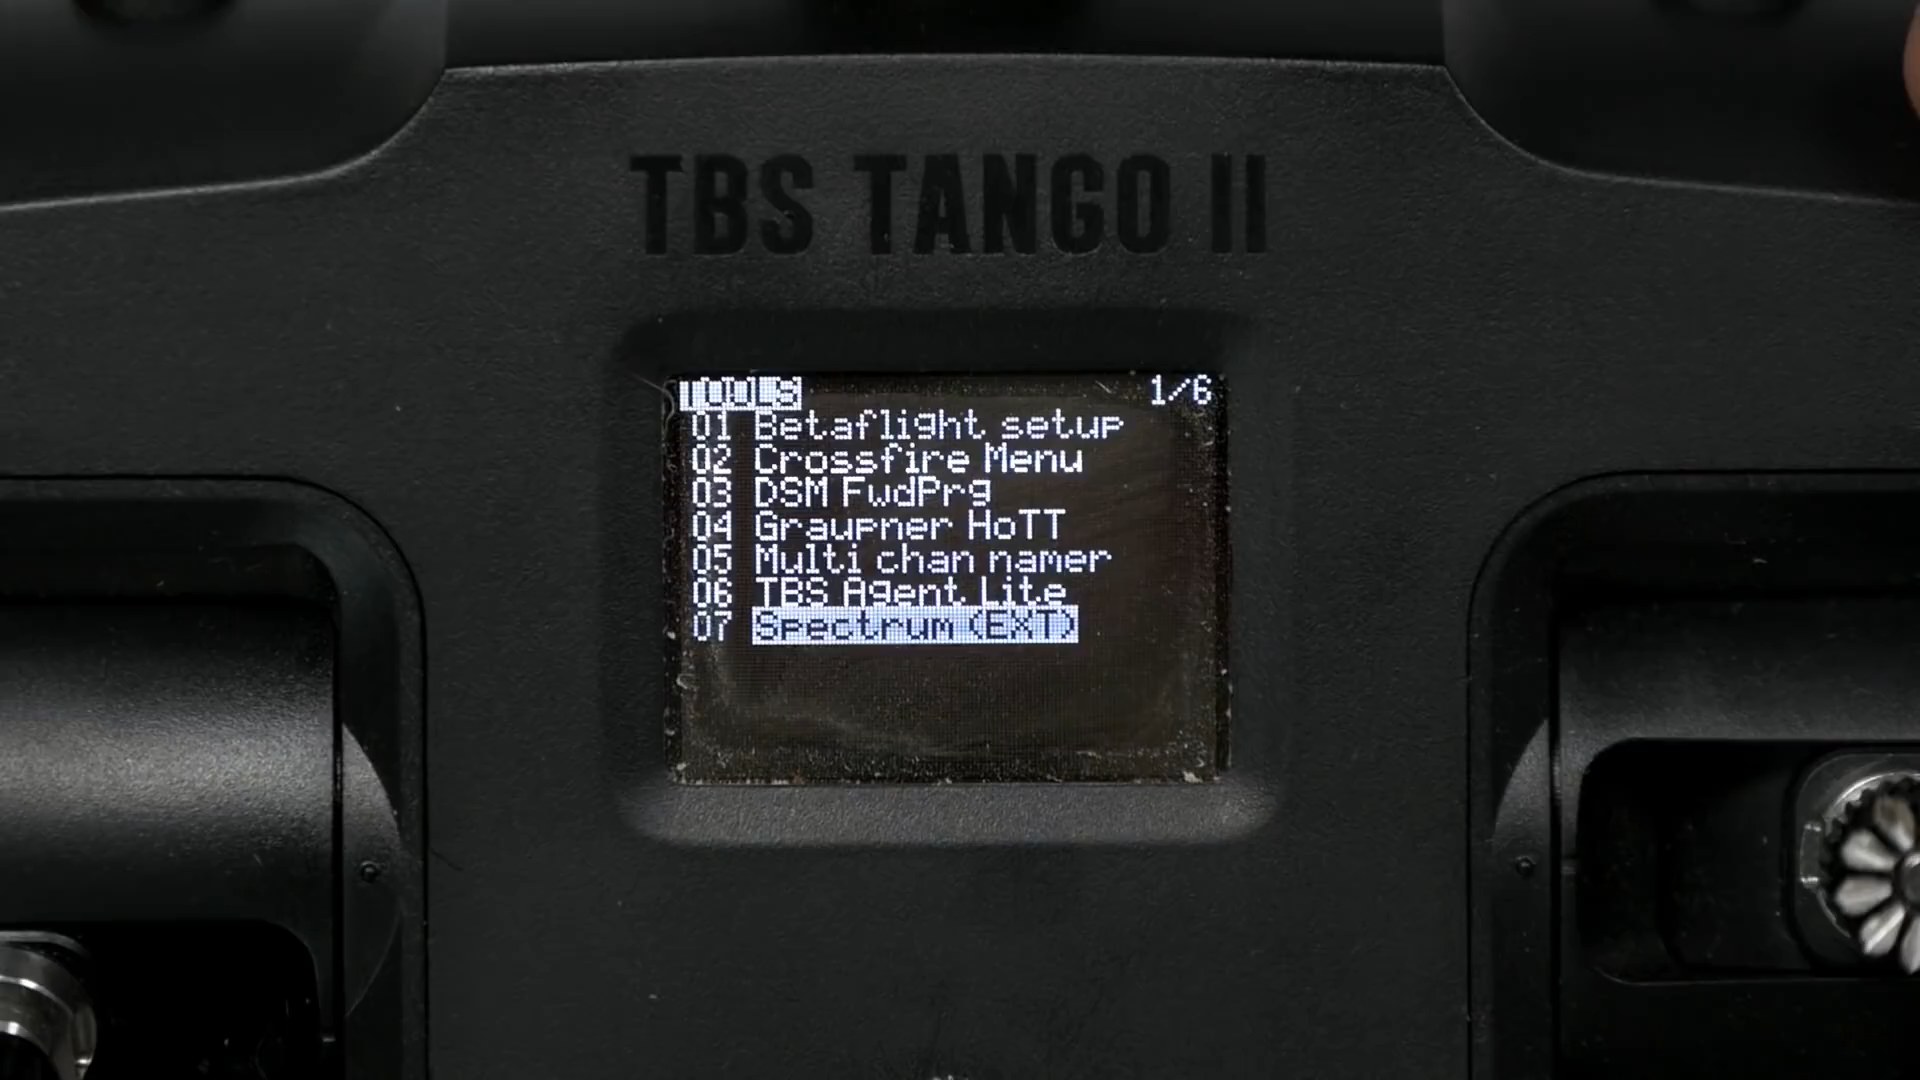 TBS TANGO II
TOOLS 1/6
01 Betaflight setup
02 Crossfire Menu
03 DSM FwdPrg
04 Graupner HoTT
05 Multi chan namer
06 TBS Agent Lite
07 Spectrum (EXT)